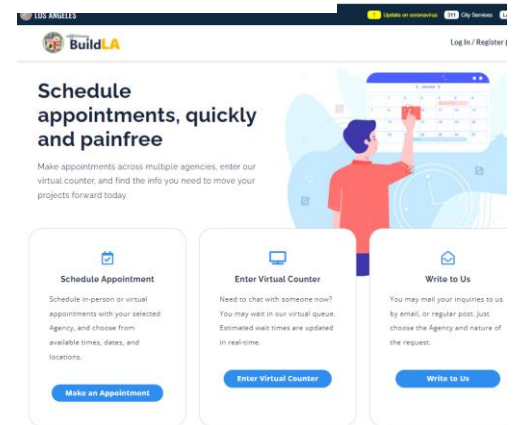 LOS ANGELES
! Update on coronavirus 311 City Services
BuildLA
Log In / Register
Schedule
appointments, quickly
and painfree
Make appointments across multiple agencies, enter our
virtual counter, and find the info you need to move your
projects forward today.
Schedule Appointment
Schedule in-person or virtual
appointments with your selected
Agency, and choose from
available times, dates, and
locations.
Make an Appointment
Enter Virtual Counter
Need to chat with someone now?
You may wait in our virtual queue.
Estimated wait times are updated
in real-time.
Enter Virtual Counter
Write to Us
You may mail your inquiries to us
by email, or regular post. Just
choose the Agency and nature of
the request.
Write to Us